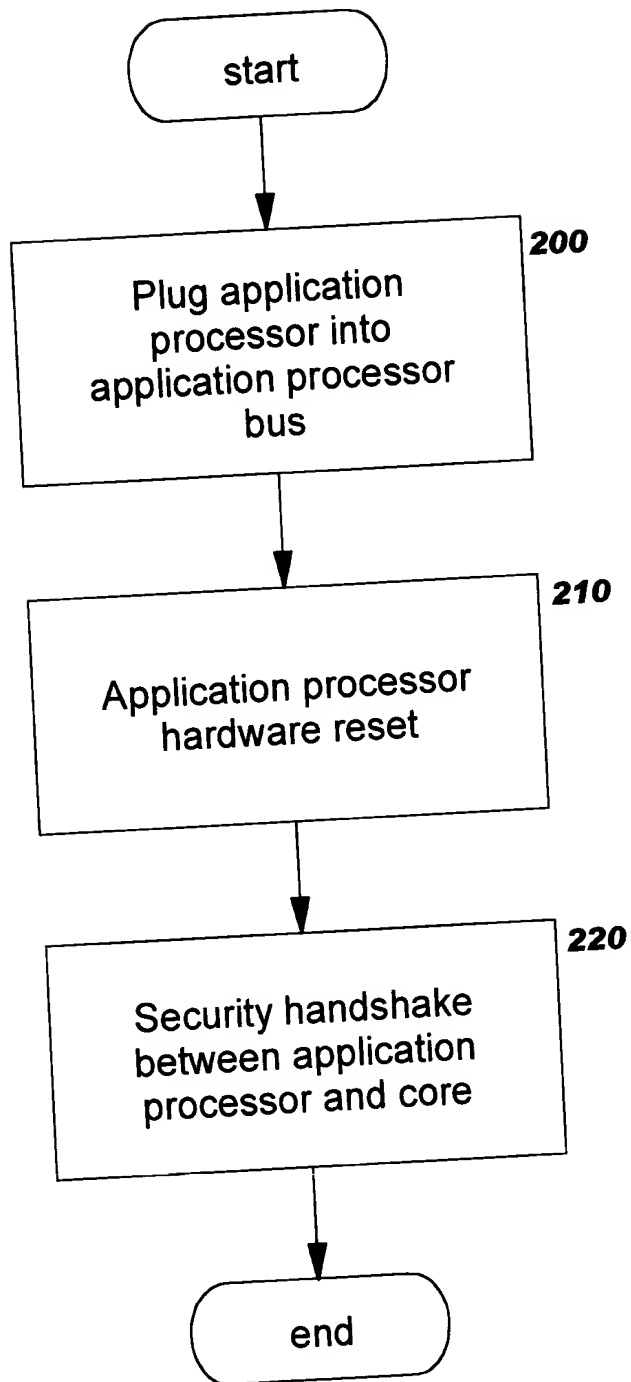 start
200
Plug application
processor into
application processor
bus
210
Application processor
hardware reset
220
Security handshake
between application
processor and core
end